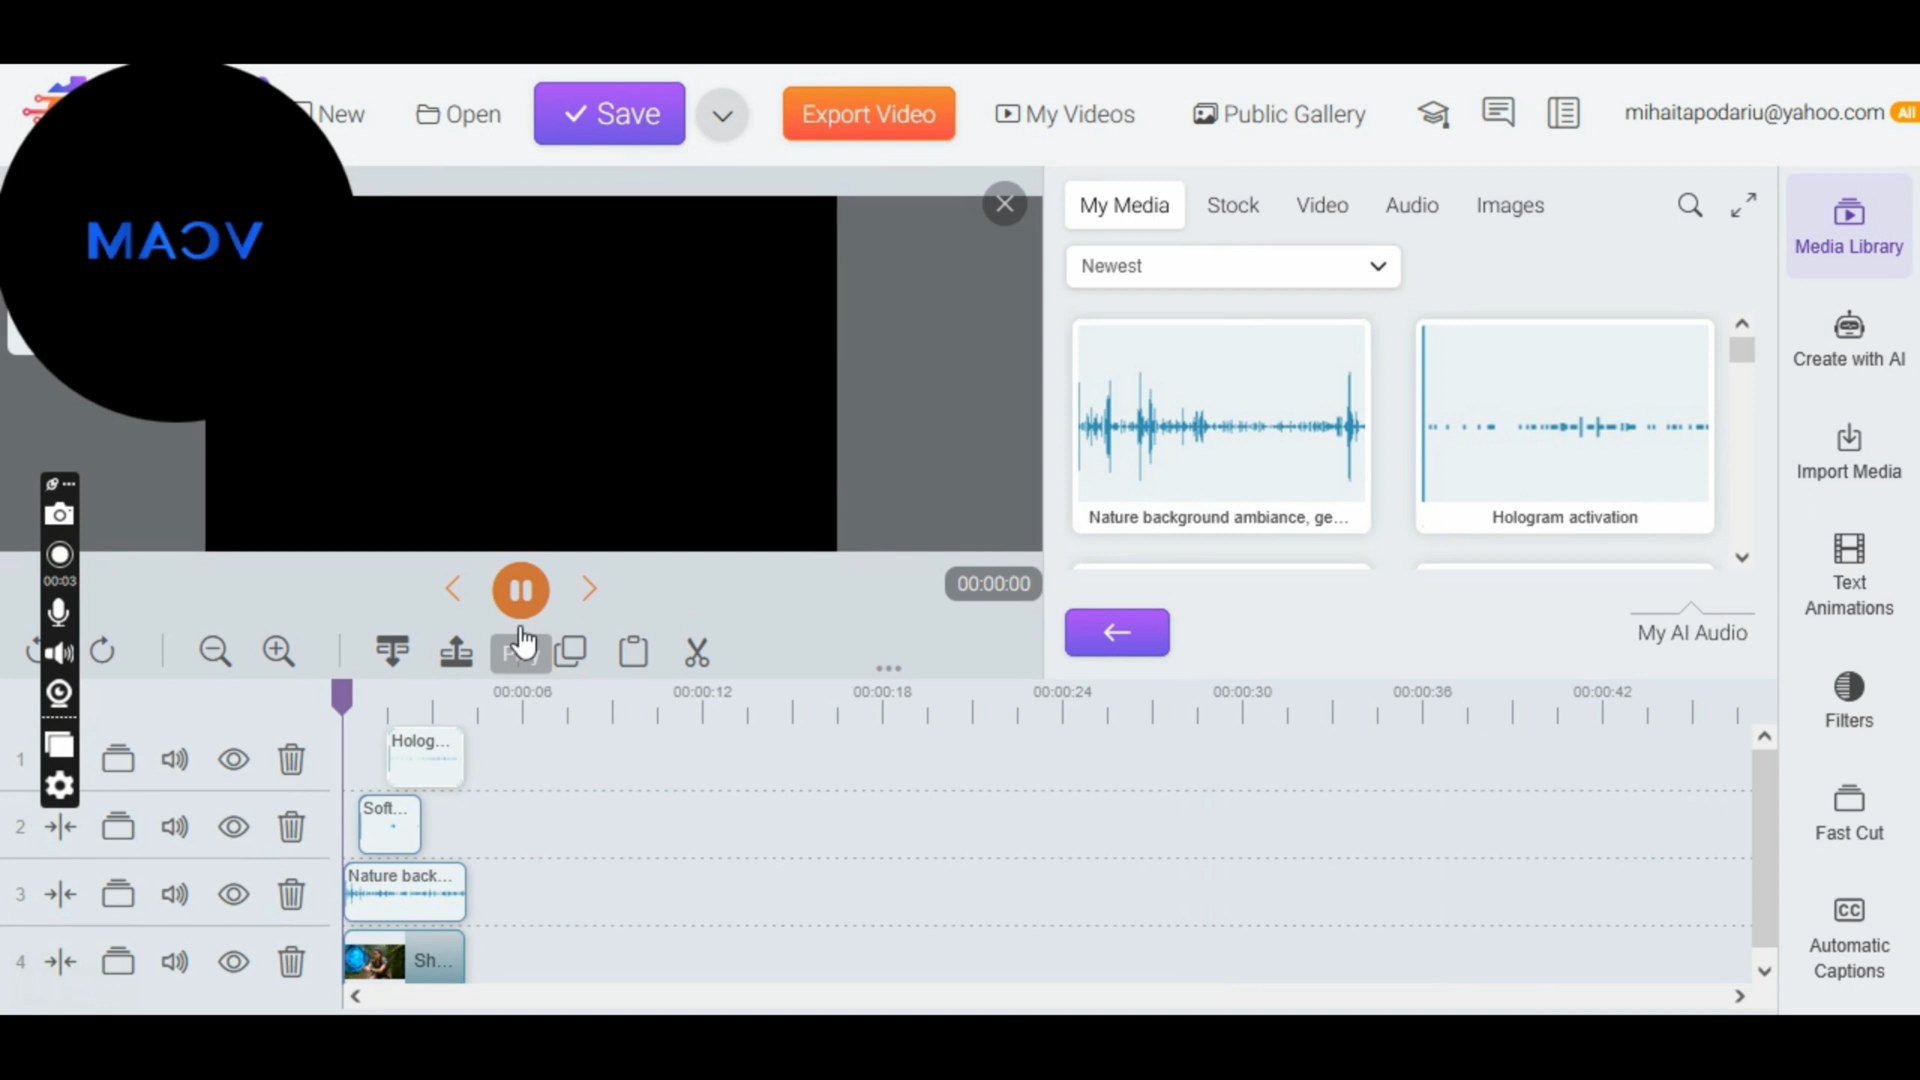 New
Open
Save
Export Video
My Videos
Public Gallery
mihaitapodariu@yahoo.com
All
My Media
Stock
Video
Audio
Images
Newest
Nature background ambiance, ge...
Hologram activation
My AI Audio
Media Library
Create with AI
Import Media
Text
Animations
Filters
Fast Cut
CC
Automatic
Captions
00:03
00:00:00
00:00:06
00:00:12
00:00:18
00:00:24
00:00:30
00:00:36
00:00:42
1
Holog...
2
Soft...
3
Nature back...
4
Sh...